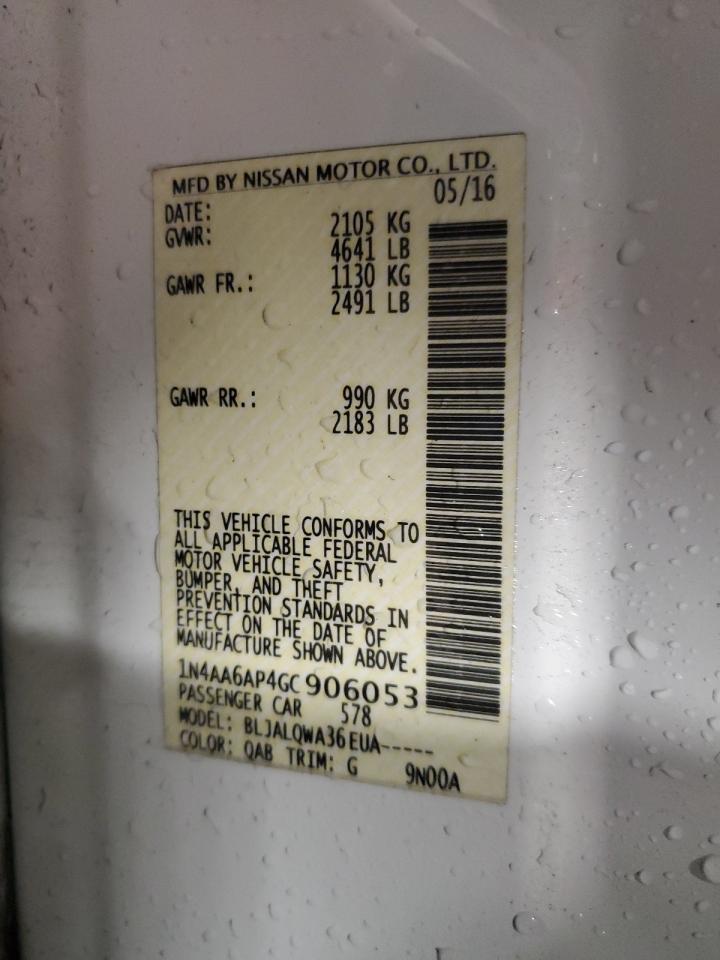 MFD BY NISSAN MOTOR CO., LTD.
DATE: 05/16
GVWR: 2105 KG
4641 LB
GAWR FR.: 1130 KG
2491 LB
GAWR RR.: 990 KG
2183 LB
THIS VEHICLE CONFORMS TO
ALL APPLICABLE FEDERAL
MOTOR VEHICLE SAFETY,
BUMPER, AND THEFT
PREVENTION STANDARDS IN
EFFECT ON THE DATE OF
MANUFACTURE SHOWN ABOVE.
1N4AA6AP4GC906053
PASSENGER CAR 578
MODEL: BLJALQWA36EUA-----
COLOR: QAB TRIM: G 9N00A